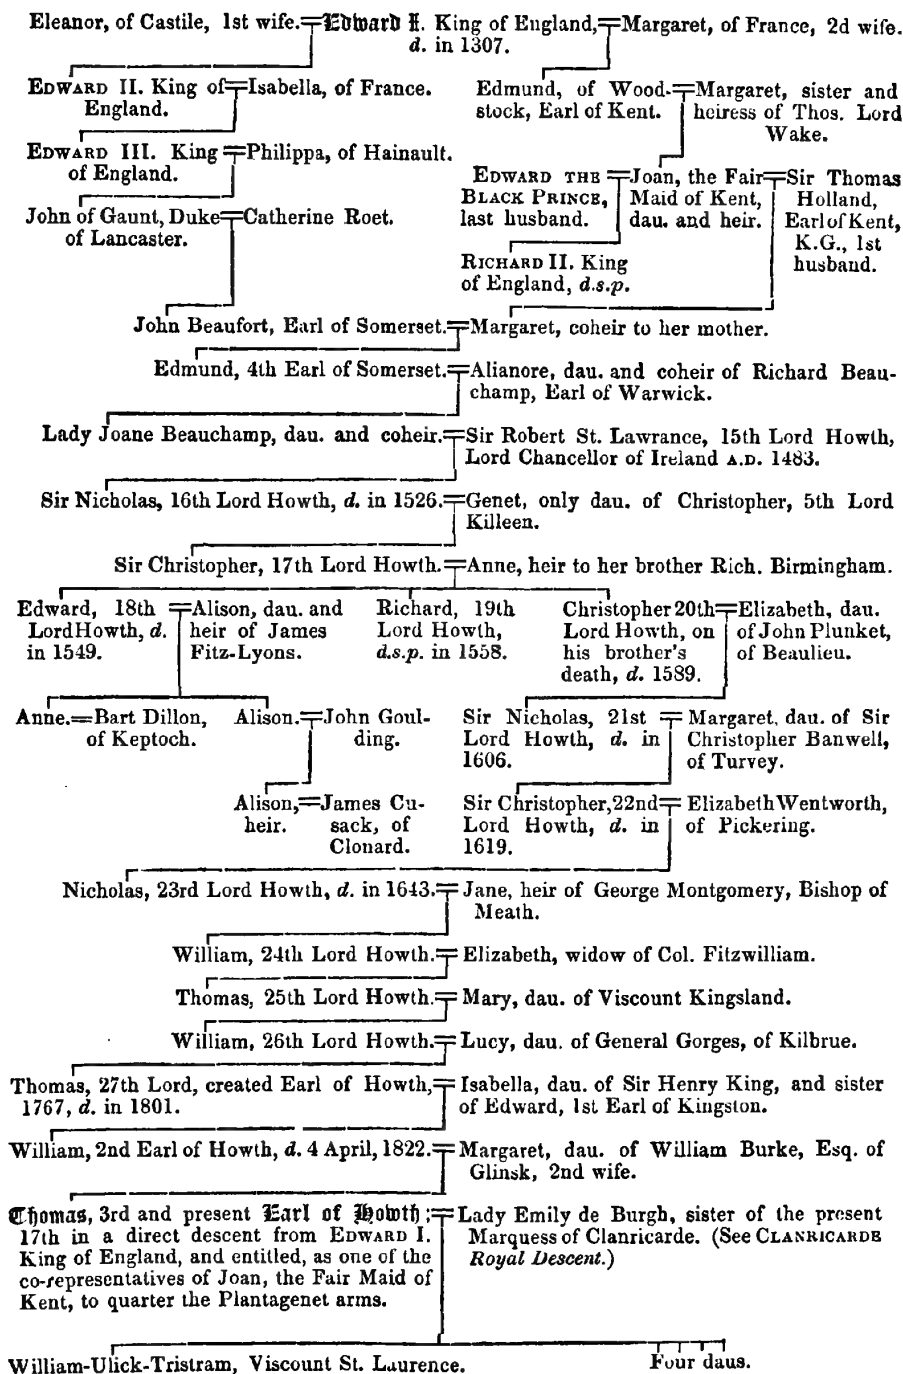 Eleanor, of Castile, 1st wife.=Edward I. King of England,=Margaret, of France, 2d wife.
d. in 1307.
EDWARD II. King of=Isabella, of France.
England.
Edmund, of Wood-=Margaret, sister and
stock, Earl of Kent. heiress of Thos. Lord
Wake.
EDWARD III. King=Philippa, of Hainault.
of England.
EDWARD THE=Joan, the Fair=Sir Thomas
BLACK PRINCE, Maid of Kent, Holland,
last husband. dau. and heir. Earl of Kent,
K.G., 1st
husband.
John of Gaunt, Duke=Catherine Roet.
of Lancaster.
RICHARD II. King
of England, d.s.p.
John Beaufort, Earl of Somerset.=Margaret, coheir to her mother.
Edmund, 4th Earl of Somerset.=Alianore, dau. and coheir of Richard Beau-
champ, Earl of Warwick.
Lady Joane Beauchamp, dau. and coheir.=Sir Robert St. Lawrance, 15th Lord Howth,
Lord Chancellor of Ireland A.D. 1483.
Sir Nicholas, 16th Lord Howth, d. in 1526.=Genet, only dau. of Christopher, 5th Lord
Killeen.
Sir Christopher, 17th Lord Howth.=Anne, heir to her brother Rich. Birmingham.
Edward, 18th=Alison, dau. and
Lord Howth, d. heir of James
in 1549. Fitz-Lyons.
Richard, 19th
Lord Howth,
d.s.p. in 1558.
Christopher 20th=Elizabeth, dau.
Lord Howth, on of John Plunket,
his brother's of Beaulieu.
death, d. 1589.
Anne.=Bart Dillon,
of Keptoch.
Alison.=John Goul-
ding.
Sir Nicholas, 21st=Margaret, dau. of Sir
Lord Howth, d. in Christopher Banwell,
1606. of Turvey.
Alison,=James Cu-
heir. sack, of
Clonard.
Sir Christopher, 22nd=Elizabeth Wentworth,
Lord Howth, d. in of Pickering.
1619.
Nicholas, 23rd Lord Howth, d. in 1643.=Jane, heir of George Montgomery, Bishop of
Meath.
William, 24th Lord Howth.=Elizabeth, widow of Col. Fitzwilliam.
Thomas, 25th Lord Howth.=Mary, dau. of Viscount Kingsland.
William, 26th Lord Howth.=Lucy, dau. of General Gorges, of Kilbrue.
Thomas, 27th Lord, created Earl of Howth,=Isabella, dau. of Sir Henry King, and sister
1767, d. in 1801. of Edward, 1st Earl of Kingston.
William, 2nd Earl of Howth, d. 4 April, 1822.=Margaret, dau. of William Burke, Esq. of
Glinsk, 2nd wife.
Thomas, 3rd and present Earl of Howth;=Lady Emily de Burgh, sister of the present
17th in a direct descent from EDWARD I. Marquess of Clanricarde. (See CLANRICARDE
King of England, and entitled, as one of the Royal Descent.)
co-representatives of Joan, the Fair Maid of
Kent, to quarter the Plantagenet arms.
William-Ulick-Tristram, Viscount St. Laurence. Four daus.